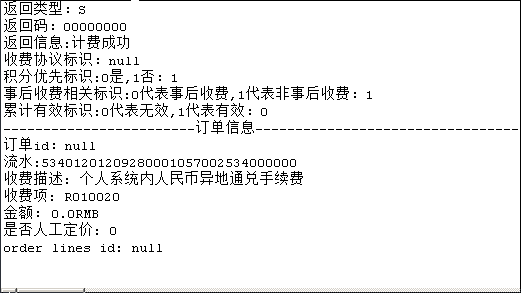 返回类型：S
返回码：00000000
返回信息:计费成功
收费协议标识：null
积分优先标识:0是,1否：1
事后收费相关标识:0代表事后收费,1代表非事后收费：1
累计有效标识:0代表无效,1代表有效：0
------------------------订单信息------------------------------
订单id：null
流水:53401201209280001057002534000000
收费描述：个人系统内人民币异地通兑手续费
收费项：R010020
金额：0.0RMB
是否人工定价：0
order lines id: null